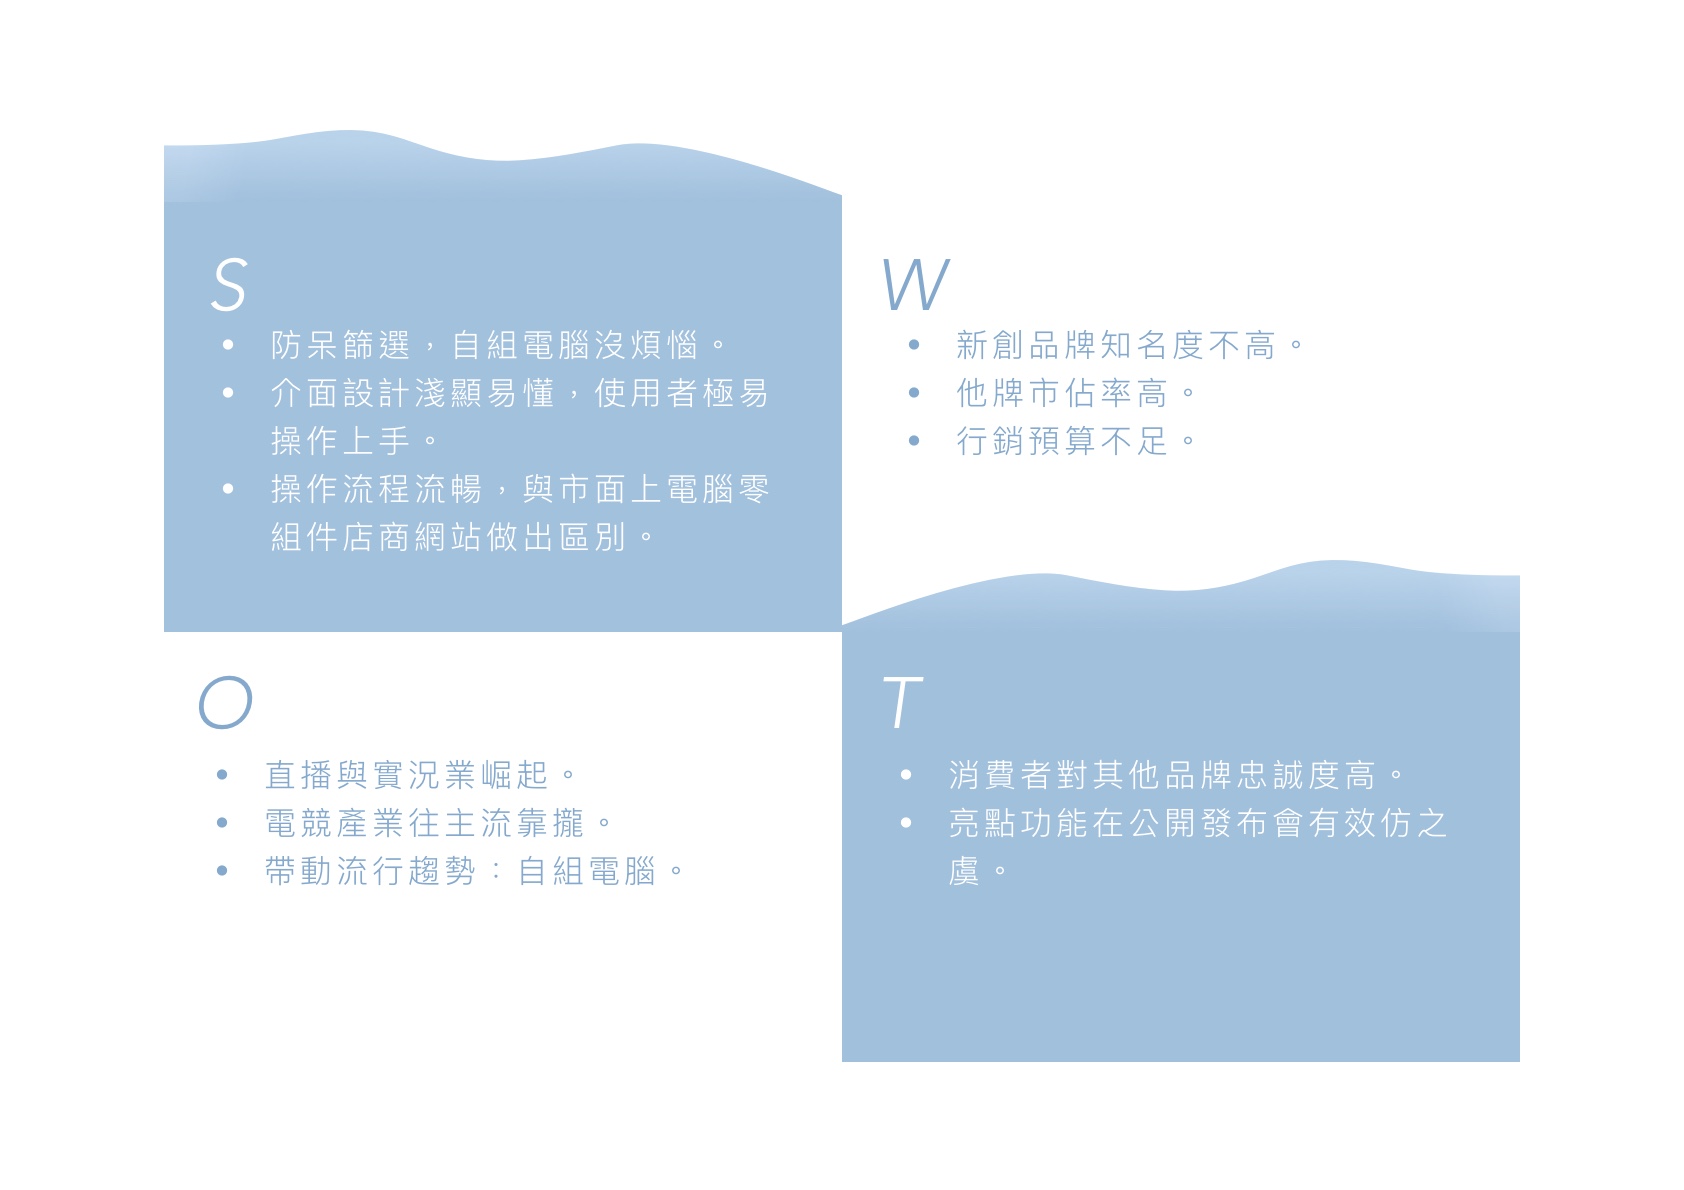 S
• 防呆篩選，自組電腦沒煩惱。
• 介面設計淺顯易懂，使用者極易
操作上手。
• 操作流程流暢，與市面上電腦零
組件店商網站做出區別。
W
• 新創品牌知名度不高。
• 他牌市佔率高。
• 行銷預算不足。
O
• 直播與實況業崛起。
• 電競產業往主流靠攏。
• 帶動流行趨勢：自組電腦。
T
• 消費者對其他品牌忠誠度高。
• 亮點功能在公開發布會有效仿之
虞。